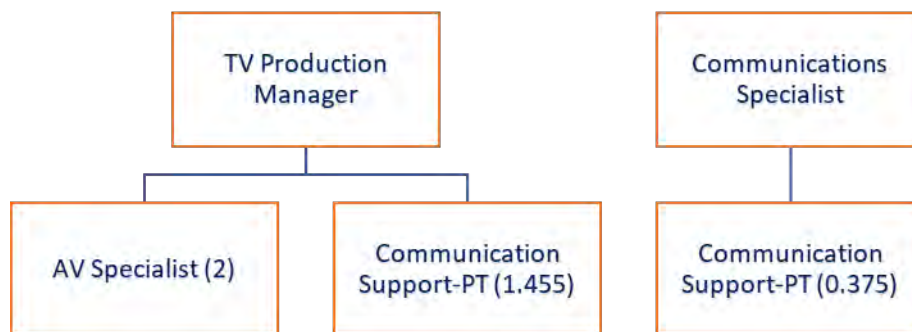 TV Production
Manager
Communications
Specialist
AV Specialist (2)
Communication
Support-PT (1.455)
Communication
Support-PT (0.375)